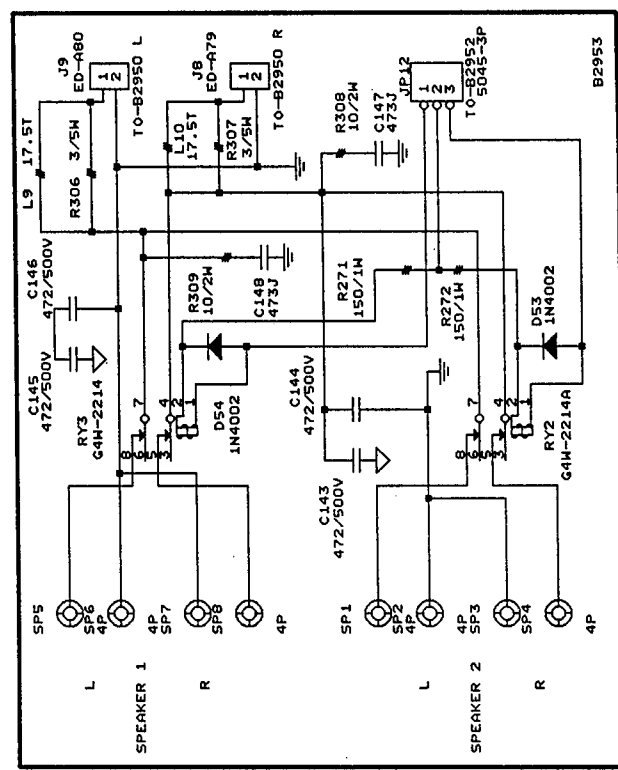 J9
ED-A80
1
2
TO-B2950 L
J8
ED-A79
1
2
TO-B2950 R
JP12
1
2
3
TO-B2952
5045-3P
B2953
L9 17.5T
R306 3/5W
L10
17.5T
R307
3/5W
R308
10/2W
C147
473J
C146
472/500V
C145
472/500V
R309
10/2W
C148
473J
R271
150/1W
R272
150/1W
D53
1N4002
RY3
G4W-2214
8
6
5
3
7
4
2
1
D54
1N4002
C144
472/500V
C143
472/500V
8
6
5
3
7
4
2
1
RY2
G4W-2214A
SP5
SP6
4P
4P
SP7
SP8
4P
SP1
SP2
4P
4P
SP3
SP4
4P
L
SPEAKER 1
R
L
SPEAKER 2
R